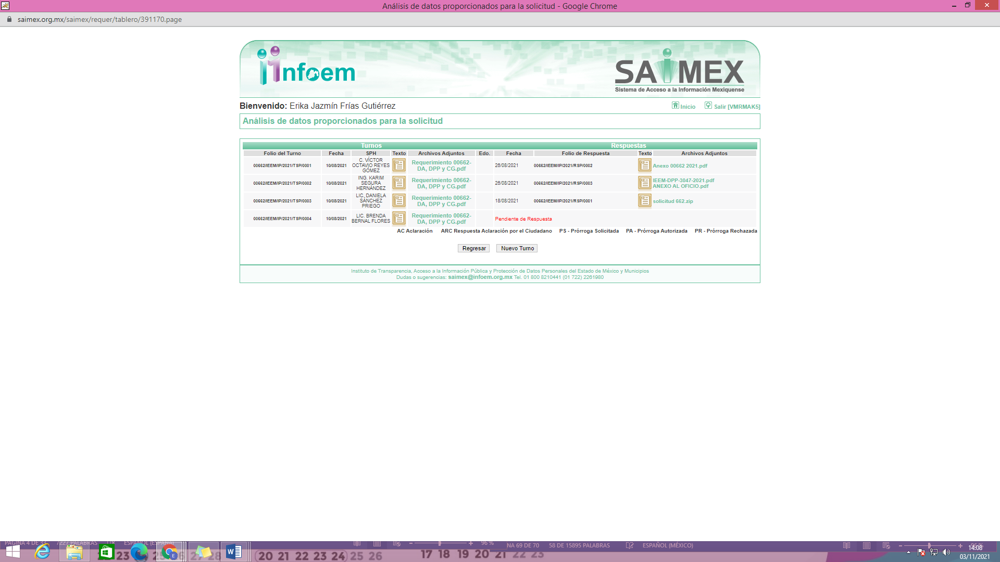 Análisis de datos proporcionados para la solicitud - Google Chrome
saimex.org.mx/saimex/requer/tablero/391170.page
infoem
SAIMEX
Sistema de Acceso a la Información Mexiquense
Bienvenido: Erika Jazmín Frías Gutiérrez
Inicio Salir [VMRMAK5]
Análisis de datos proporcionados para la solicitud
Turnos Respuestas
Folio del Turno Fecha SPH Texto Archivos Adjuntos Edo. Fecha Folio de Respuesta Texto Archivos Adjuntos
00662/IEEM/IP/2021/TSP/0001 10/08/2021 C. VÍCTOR OCTAVIO REYES GÓMEZ Requerimiento 00662-DA, DPP y CG.pdf 26/08/2021 00662/IEEM/IP/2021/RSP/0002 Anexo 00662 2021.pdf
00662/IEEM/IP/2021/TSP/0002 10/08/2021 ING. KARIM SEGURA HERNÁNDEZ Requerimiento 00662-DA, DPP y CG.pdf 26/08/2021 00662/IEEM/IP/2021/RSP/0003 IEEM-DPP-3047-2021.pdf
ANEXO AL OFICIO.pdf
00662/IEEM/IP/2021/TSP/0003 10/08/2021 LIC. DANIELA SÁNCHEZ PRIEGO Requerimiento 00662-DA, DPP y CG.pdf 18/08/2021 00662/IEEM/IP/2021/RSP/0001 solicitud 662.zip
00662/IEEM/IP/2021/TSP/0004 10/08/2021 LIC. BRENDA BERNAL FLORES Requerimiento 00662-DA, DPP y CG.pdf Pendiente de Respuesta
AC Aclaración ARC Respuesta Aclaración por el Ciudadano PS - Prórroga Solicitada PA - Prórroga Autorizada PR - Prórroga Rechazada
Regresar Nuevo Turno
Instituto de Transparencia, Acceso a la Información Pública y Protección de Datos Personales del Estado de México y Municipios
Dudas o sugerencias: saimex@infoem.org.mx Tel. 01 800 8210441 (01 722) 2261980
PÁGINA 4 DE 33 7227 PALABRAS ESPAÑOL (ESPAÑA) 96 % NA 69 DE 70 58 DE 15895 PALABRAS ESPAÑOL (MÉXICO)
23 25 27 28 20 21 22 23 24 25 26 17 18 19 20 21 22 23
14:08
03/11/2021